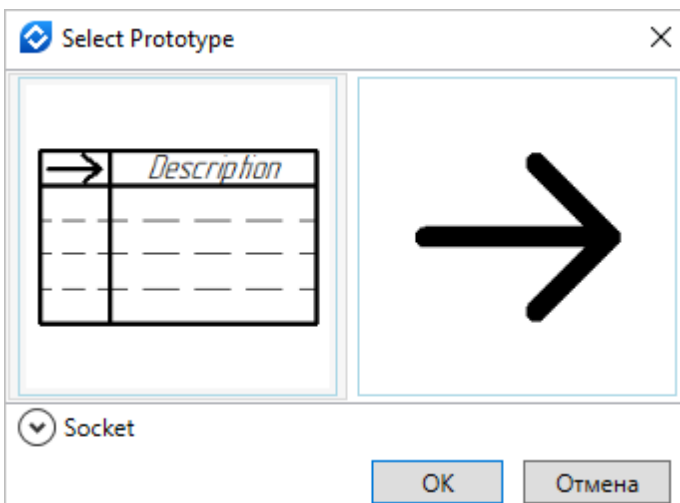 Select Prototype
Description
Socket
OK
Отмена